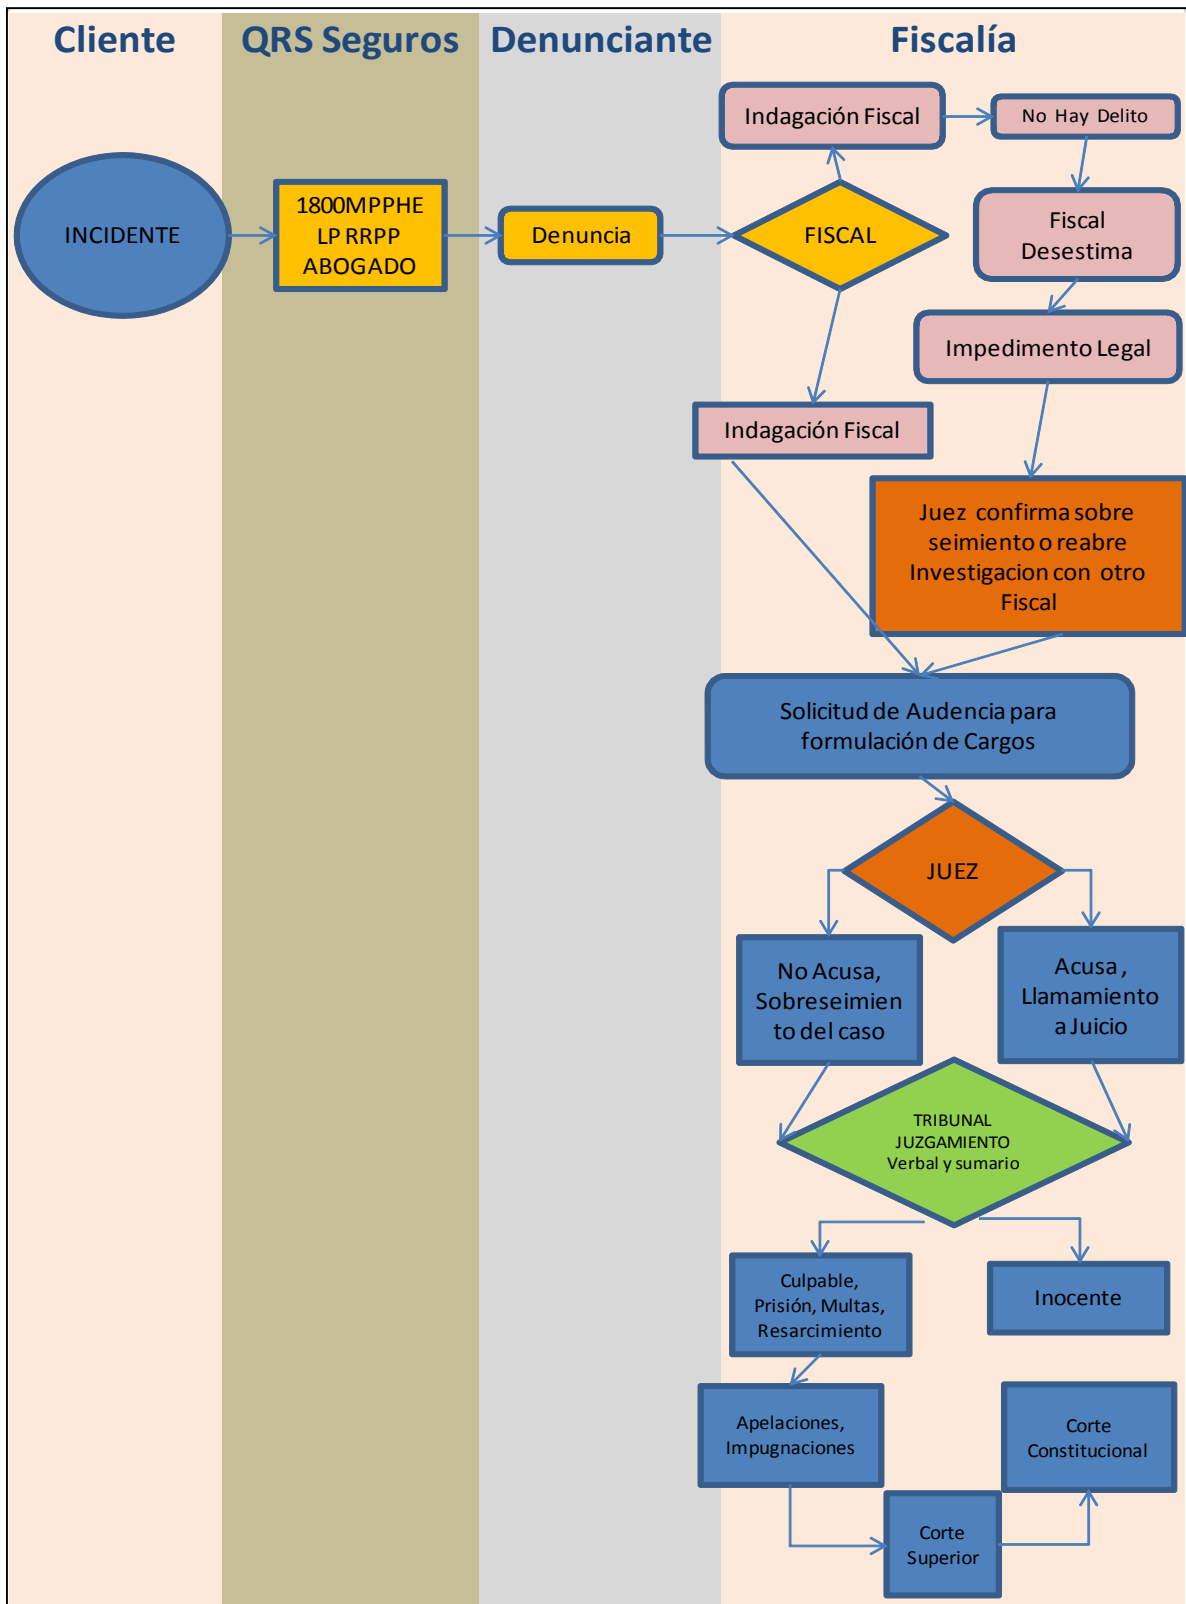 Cliente
QRS Seguros
Denunciante
Fiscalía
Indagación Fiscal
No Hay Delito
INCIDENTE
1800MPPHE
LP RRPP
ABOGADO
Denuncia
FISCAL
Fiscal
Desestima
Impedimento Legal
Indagación Fiscal
Juez confirma sobre
seimiento o reabre
Investigacion con otro
Fiscal
Solicitud de Audencia para
formulación de Cargos
JUEZ
No Acusa,
Sobreseimien
to del caso
Acusa ,
Llamamiento
a Juicio
TRIBUNAL
JUZGAMIENTO
Verbal y sumario
Culpable,
Prisión, Multas,
Resarcimiento
Inocente
Apelaciones,
Impugnaciones
Corte
Constitucional
Corte
Superior